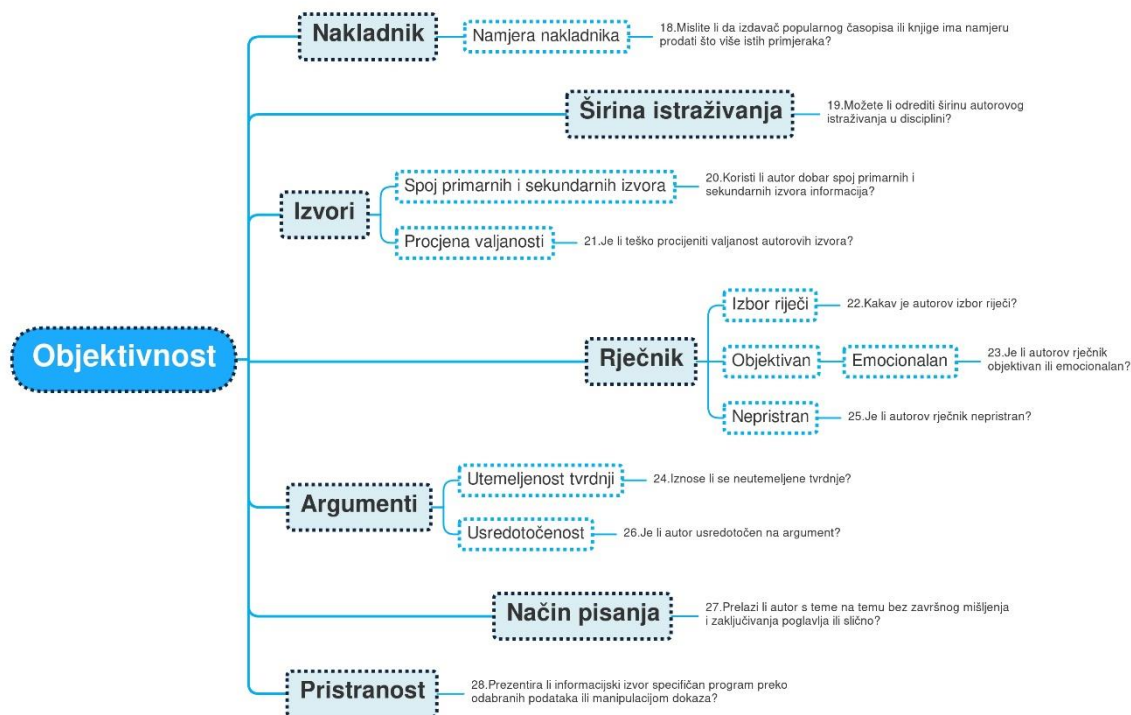 Nakladnik
Namjera nakladnika
18.Mislite li da izdavač popularnog časopisa ili knjige ima namjeru
prodati što više istih primjeraka?
Širina istraživanja
19.Možete li odrediti širinu autorovog
istraživanja u disciplini?
Izvori
Spoj primarnih i sekundarnih izvora
20.Koristi li autor dobar spoj primarnih i
sekundarnih izvora informacija?
Procjena valjanosti
21.Je li teško procijeniti valjanost autorovih izvora?
Objektivnost
Rječnik
Izbor riječi
22.Kakav je autorov izbor riječi?
Objektivan
Emocionalan
23.Je li autorov rječnik
objektivan ili emocionalan?
Nepristran
25.Je li autorov rječnik nepristran?
Argumenti
Utemeljenost tvrdnji
24.Iznose li se neutemeljene tvrdnje?
Usredotočenost
26.Je li autor usredotočen na argument?
Način pisanja
27.Prelazi li autor s teme na temu bez završnog mišljenja
i zaključivanja poglavlja ili slično?
Pristranost
28.Prezentira li informacijski izvor specifičan program preko
odabranih podataka ili manipulacijom dokaza?